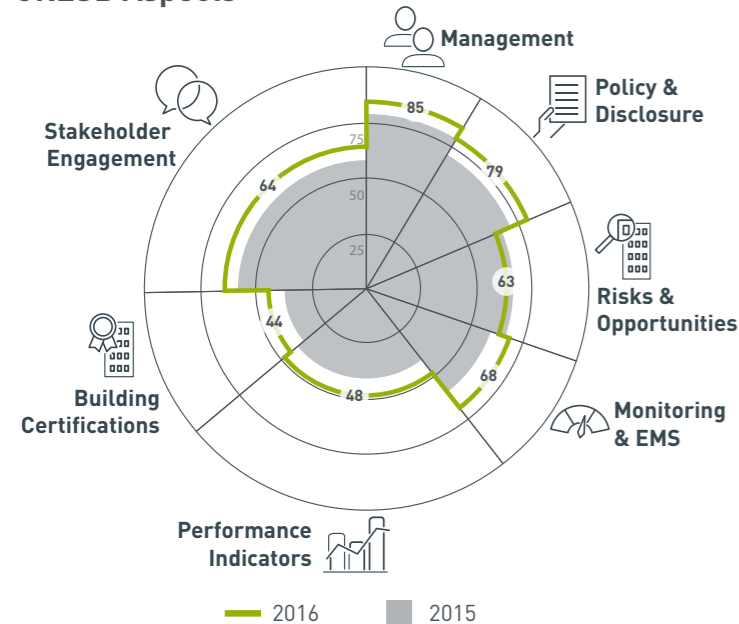 Management
Policy &
Disclosure
Stakeholder
Engagement
85
79
75
64
50
25
63
Risks &
Opportunities
44
68
48
Building
Certifications
Monitoring
& EMS
Performance
Indicators
2016
2015